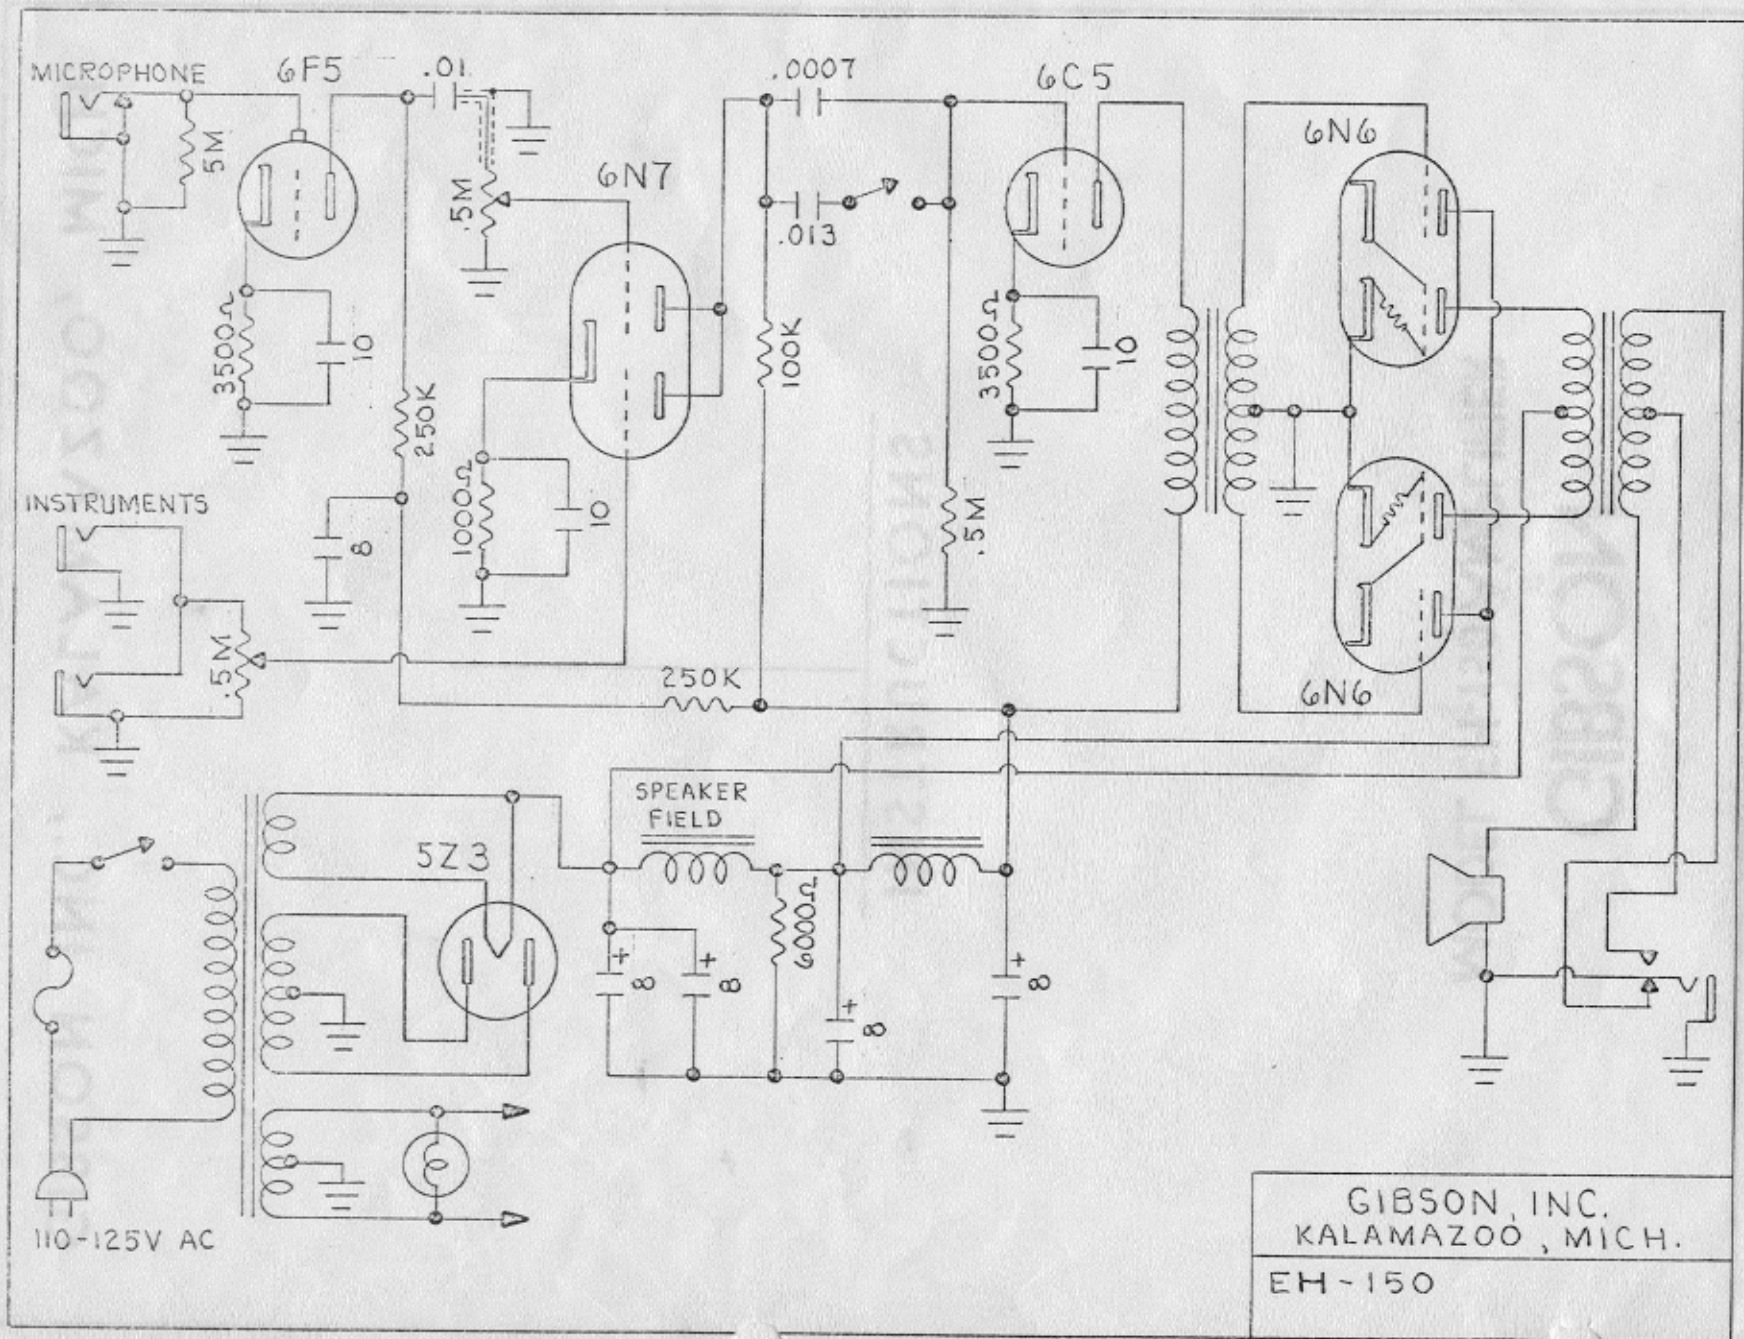 MICROPHONE
6F5
.01
.0007
6C5
6N6
5M
.5M
6N7
.013
3500Ω
10
250K
100K
3500Ω
10
1000Ω
10
.5M
INSTRUMENTS
8
.5M
250K
6N6
SPEAKER
FIELD
5Z3
6000Ω
+
8
+
8
+
8
+
8
110-125V AC
GIBSON, INC.
KALAMAZOO, MICH.
EH-150